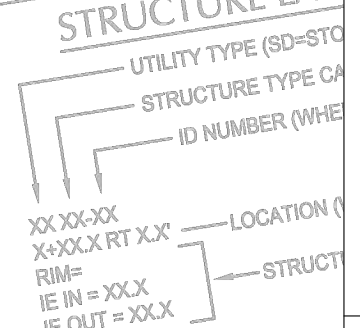 STRUCTURE
UTILITY TYPE (SD=STO
STRUCTURE TYPE CA
ID NUMBER (WHE
XX XX-XX
X+XX.X RT X.X' LOCATION (
RIM=
STRUCT
IE IN = XX.X
IE OUT = XX.X